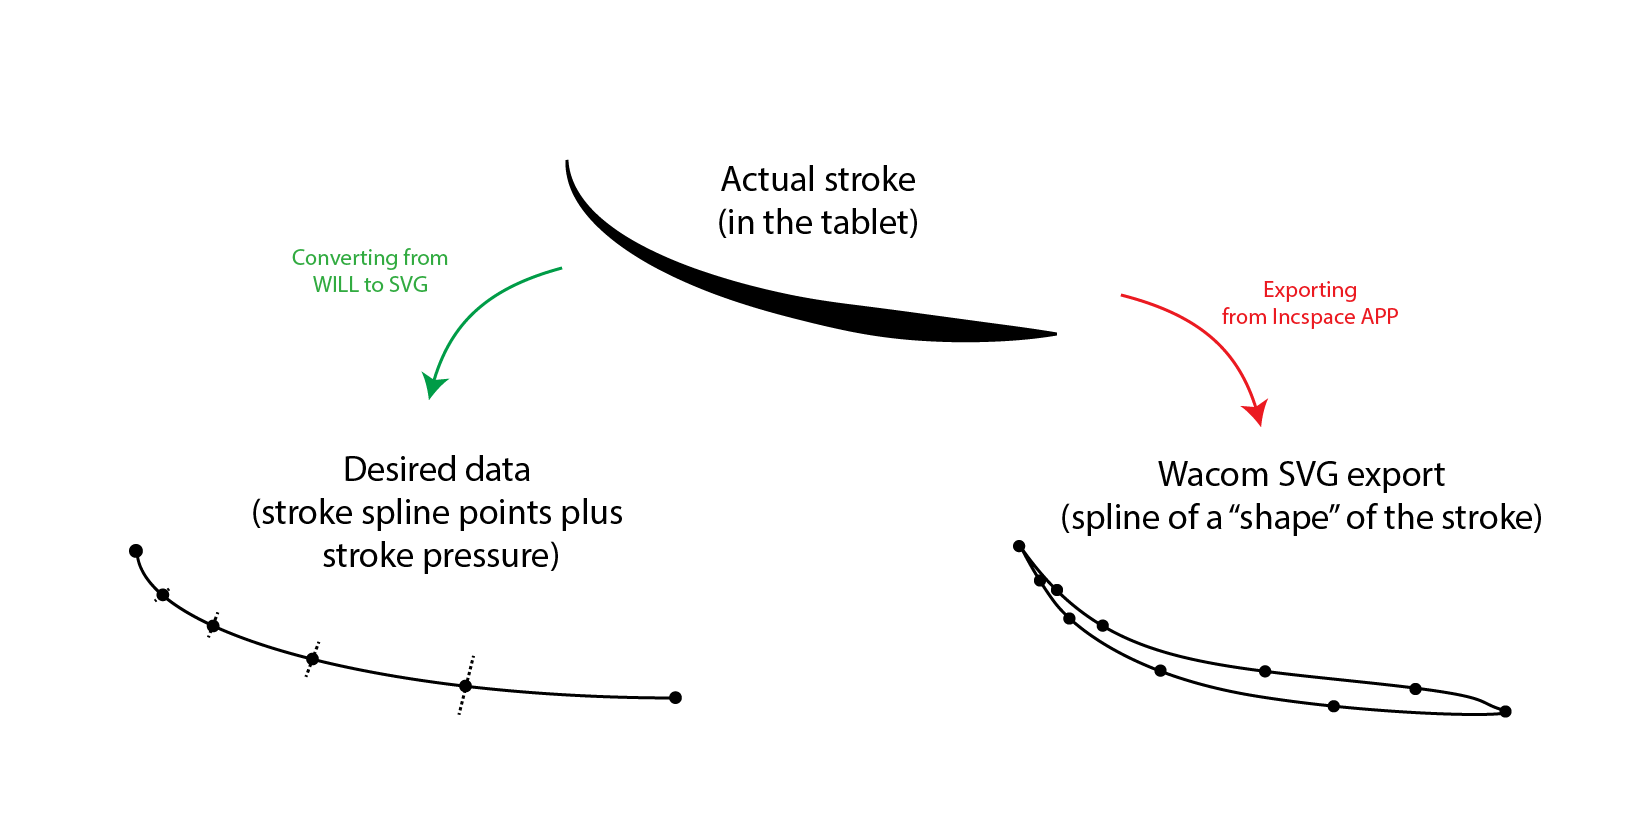 Actual stroke
(in the tablet)
Converting from
WILL to SVG
Exporting
from Incspace APP
Desired data
(stroke spline points plus
stroke pressure)
Wacom SVG export
(spline of a “shape” of the stroke)